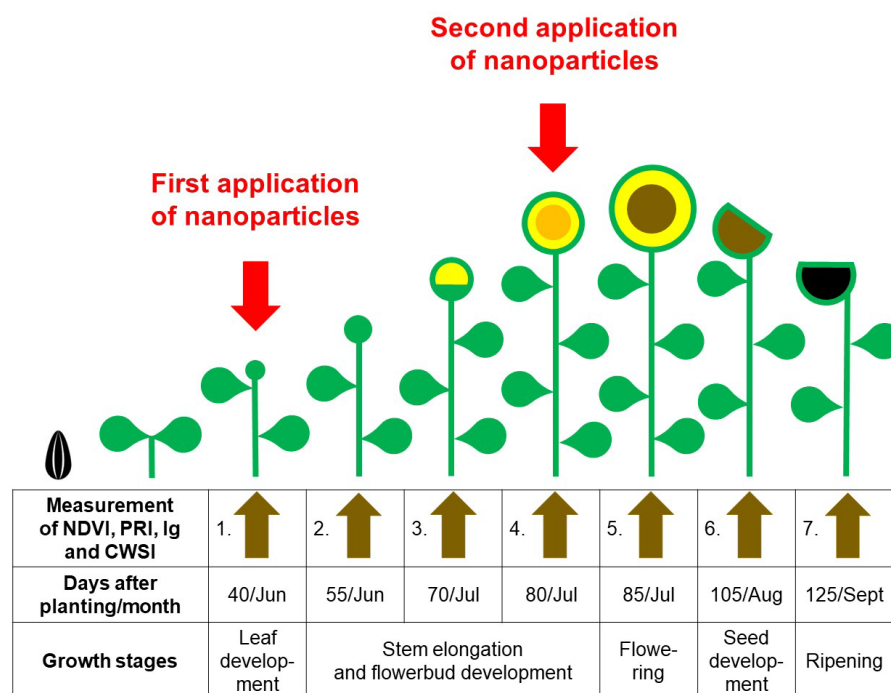 Second application
of nanoparticles
First application
of nanoparticles
Measurement
of NDVI, PRI, Ig
and CWSI
1.
2.
3.
4.
5.
6.
7.
Days after
planting/month
40/Jun
55/Jun
70/Jul
80/Jul
85/Jul
105/Aug
125/Sept
Growth stages
Leaf
develop-
ment
Stem elongation
and flowerbud development
Flowe-
ring
Seed
develop-
ment
Ripening